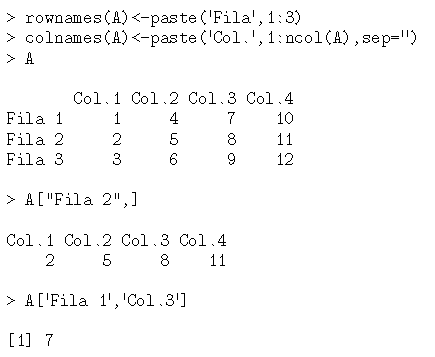 > rownames(A)<-paste('Fila',1:3)
> colnames(A)<-paste('Col.',1:ncol(A),sep='')
> A
Col.1 Col.2 Col.3 Col.4
Fila 1 1 4 7 10
Fila 2 2 5 8 11
Fila 3 3 6 9 12
> A["Fila 2",]
Col.1 Col.2 Col.3 Col.4
2 5 8 11
> A['Fila 1','Col.3']
[1] 7